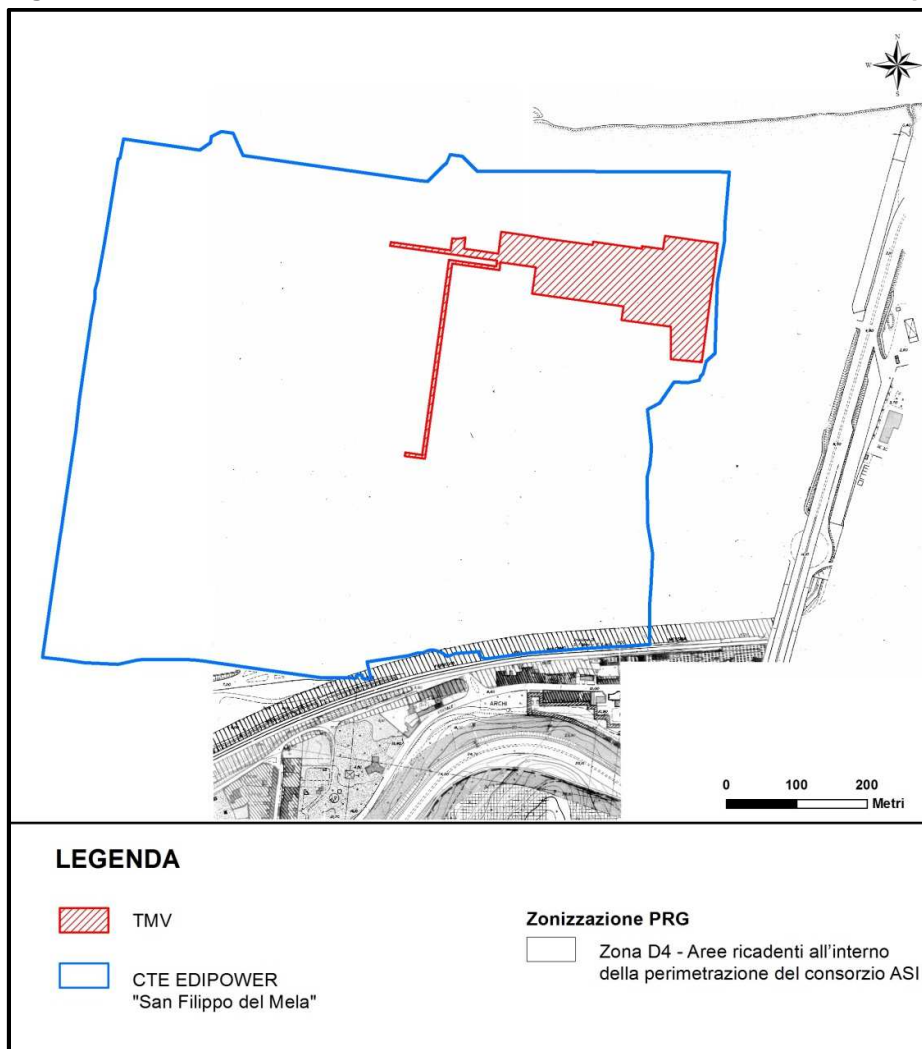 N
W
S
ARCHI
0 100 200
Metri
LEGENDA
TMV
CTE EDIPOWER
"San Filippo del Mela"
Zonizzazione PRG
Zona D4 - Aree ricadenti all'interno
della perimetrazione del consorzio ASI